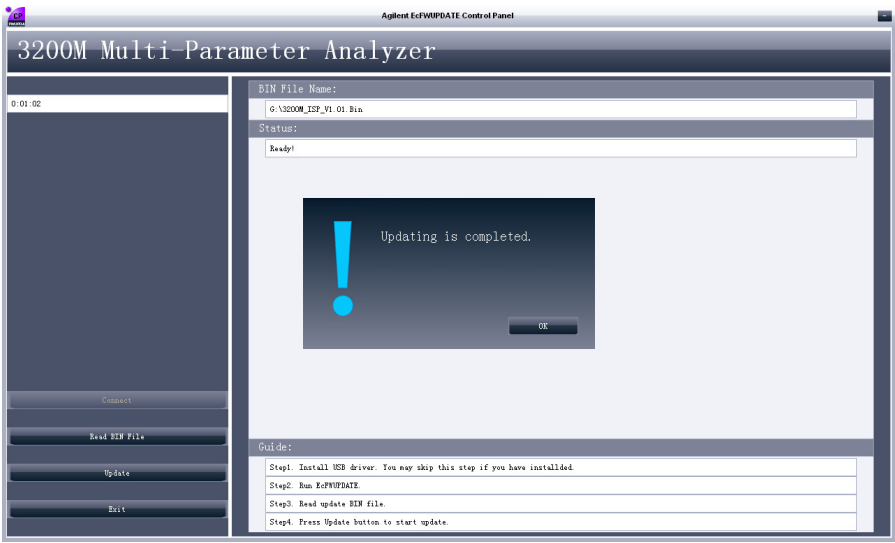 Agilent EcFWUPDATE Control Panel
3200M Multi-Parameter Analyzer
0:01:02
Connect
Read BIN File
Update
Exit
BIN File Name:
G:\3200M_ISP_V1.01.Bin
Status:
Ready!
Updating is completed.
OK
Guide:
Step1. Install USB driver. You may skip this step if you have installded.
Step2. Run EcFWUPDATE.
Step3. Read update BIN file.
Step4. Press Update button to start update.